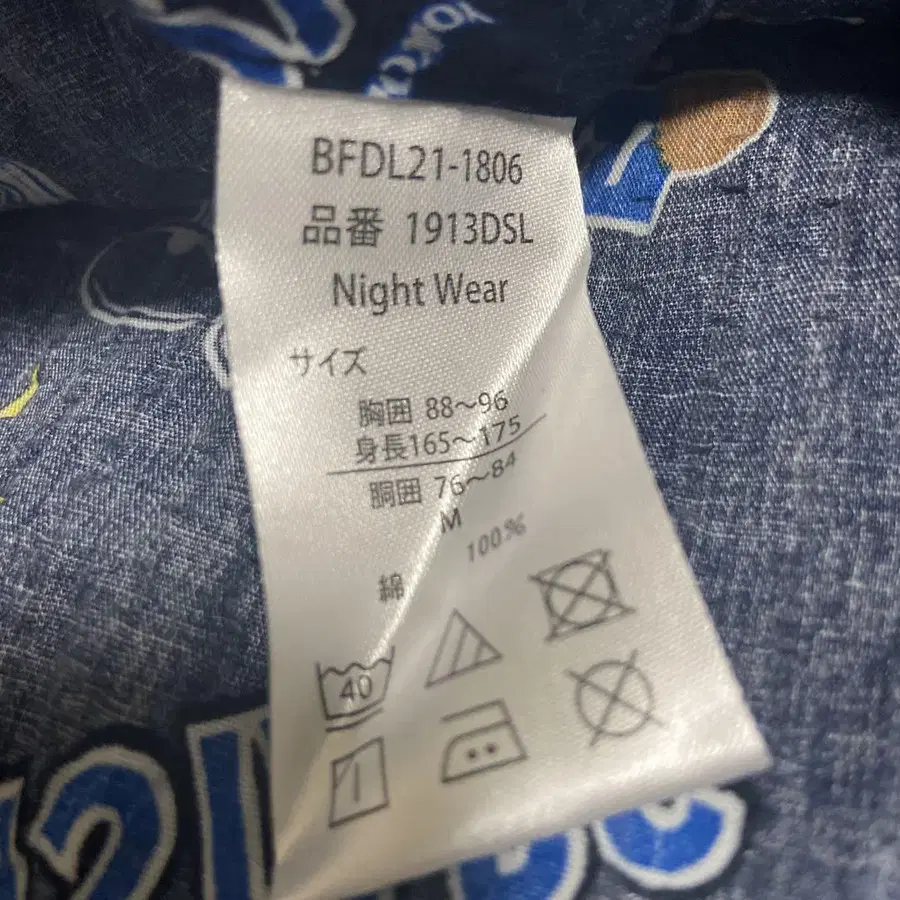 BFDL21-1806
品番 1913DSL
Night Wear
サイズ
胸囲 88～96
身長165～175
胴囲 76～84
M
綿 100%
40